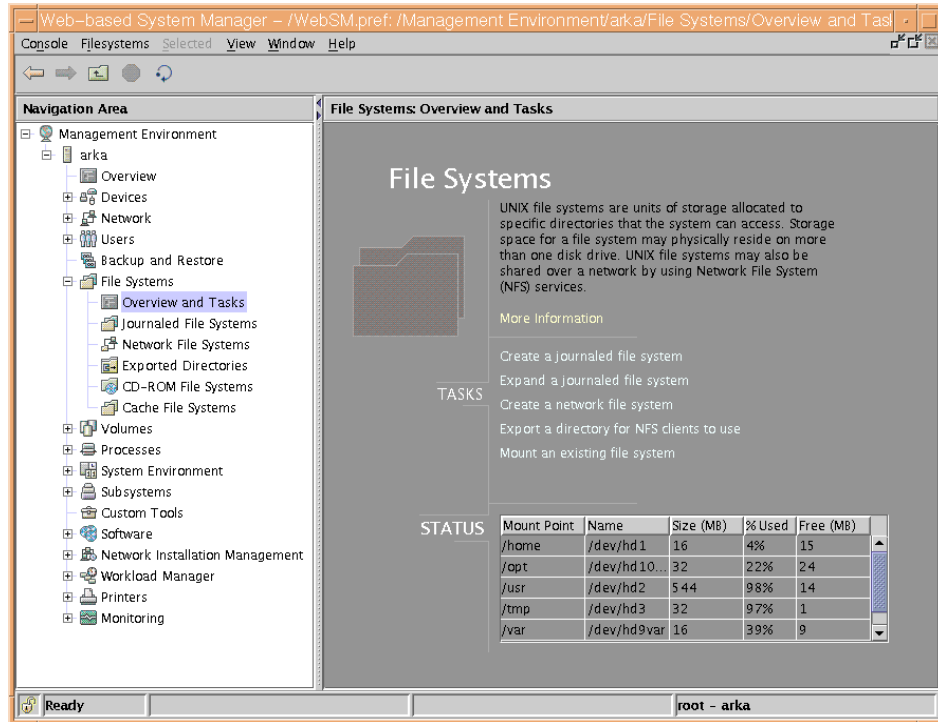 Web-based System Manager - /WebSM.pref: /Management Environment/arka/File Systems/Overview and Tas
Console Filesystems Selected View Window Help
Navigation Area
Management Environment
arka
Overview
Devices
Network
Users
Backup and Restore
File Systems
Overview and Tasks
Journaled File Systems
Network File Systems
Exported Directories
CD-ROM File Systems
Cache File Systems
Volumes
Processes
System Environment
Subsystems
Custom Tools
Software
Network Installation Management
Workload Manager
Printers
Monitoring
File Systems: Overview and Tasks
File Systems
UNIX file systems are units of storage allocated to
specific directories that the system can access. Storage
space for a file system may physically reside on more
than one disk drive. UNIX file systems may also be
shared over a network by using Network File System
(NFS) services.
More Information
TASKS
Create a journaled file system
Expand a journaled file system
Create a network file system
Export a directory for NFS clients to use
Mount an existing file system
STATUS
Mount Point Name Size (MB) % Used Free (MB)
/home /dev/hd1 16 4% 15
/opt /dev/hd10... 32 22% 24
/usr /dev/hd2 544 98% 14
/tmp /dev/hd3 32 97% 1
/var /dev/hd9var 16 39% 9
Ready
root - arka